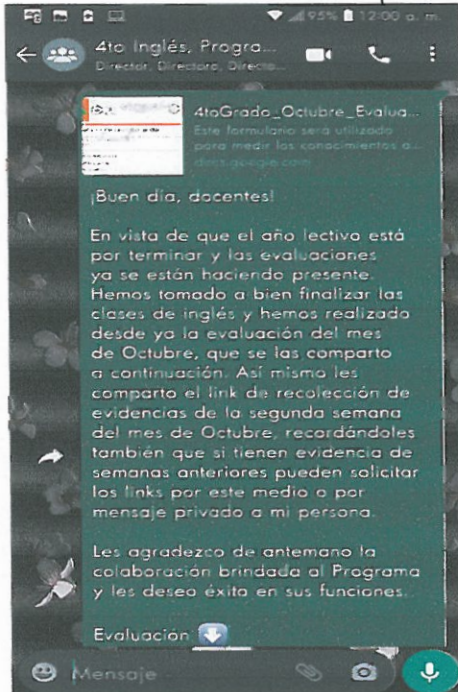 95% 12:00 a. m.
4to Inglés, Progra...
Director, Directora, Directo...
4toGrado_Octubre_Evalua...
Este formulario será utilizado
para medir los conocimientos a...
docs.google.com
¡Buen día, docentes!
En vista de que el año lectivo está
por terminar y las evaluaciones
ya se están haciendo presente.
Hemos tomado a bien finalizar las
clases de inglés y hemos realizado
desde ya la evaluación del mes
de Octubre, que se las comparto
a continuación. Así mismo les
comparto el link de recolección de
evidencias de la segunda semana
del mes de Octubre, recordándoles
también que si tienen evidencia de
semanas anteriores pueden solicitar
los links por este medio o por
mensaje privado a mi persona.
Les agradezco de antemano la
colaboración brindada al Programa
y les deseo éxito en sus funciones.
Evaluación
Mensaje